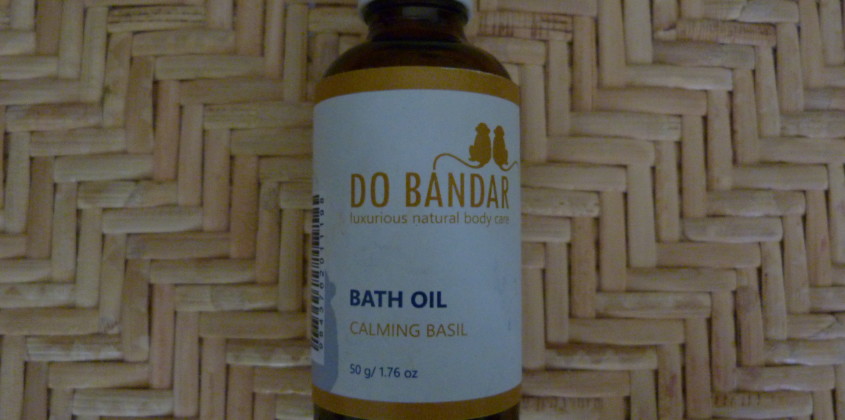 DO BANDAR
luxurious natural body care
BATH OIL
CALMING BASIL
50 g/ 1.76 oz